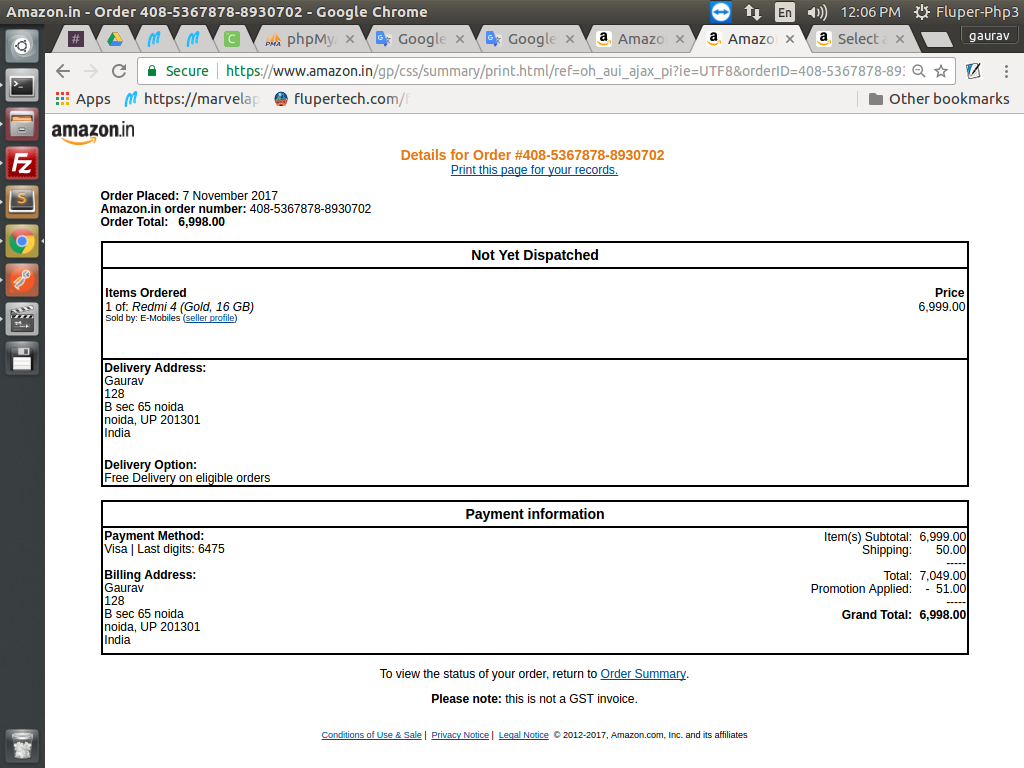 Amazon.in - Order 408-5367878-8930702 - Google Chrome
En 12:06 PM Fluper-Php3
# C phpMy Google Google Amazo Amazo Select a gaurav
Secure https://www.amazon.in/gp/css/summary/print.html/ref=oh_aui_ajax_pi?ie=UTF8&orderID=408-5367878-893
Apps https://marvelap flupertech.com/f Other bookmarks
amazon.in
Details for Order #408-5367878-8930702
Print this page for your records.
Order Placed: 7 November 2017
Amazon.in order number: 408-5367878-8930702
Order Total: 6,998.00
Not Yet Dispatched
Items Ordered Price
1 of: Redmi 4 (Gold, 16 GB) 6,999.00
Sold by: E-Mobiles (seller profile)
Delivery Address:
Gaurav
128
B sec 65 noida
noida, UP 201301
India
Delivery Option:
Free Delivery on eligible orders
Payment information
Payment Method:
Visa | Last digits: 6475
Billing Address:
Gaurav
128
B sec 65 noida
noida, UP 201301
India
Item(s) Subtotal: 6,999.00
Shipping: 50.00
-----
Total: 7,049.00
Promotion Applied: - 51.00
-----
Grand Total: 6,998.00
To view the status of your order, return to Order Summary.
Please note: this is not a GST invoice.
Conditions of Use & Sale | Privacy Notice | Legal Notice © 2012-2017, Amazon.com, Inc. and its affiliates